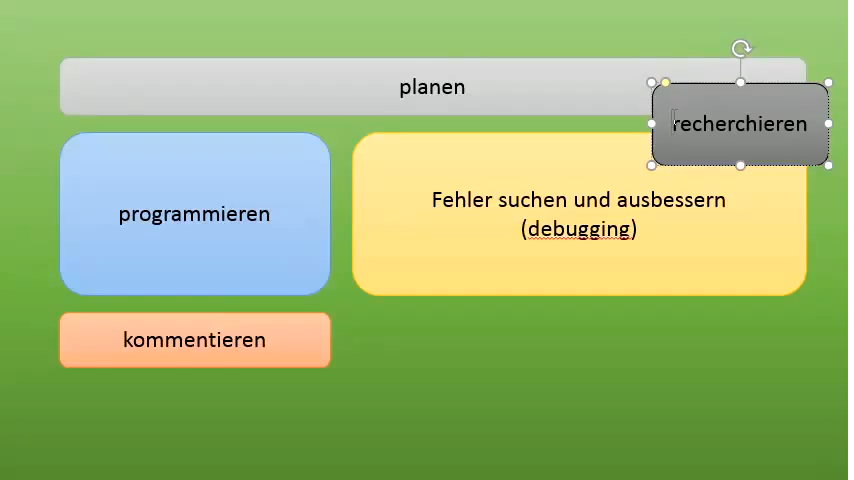 planen
recherchieren
programmieren
Fehler suchen und ausbessern
(debugging)
kommentieren